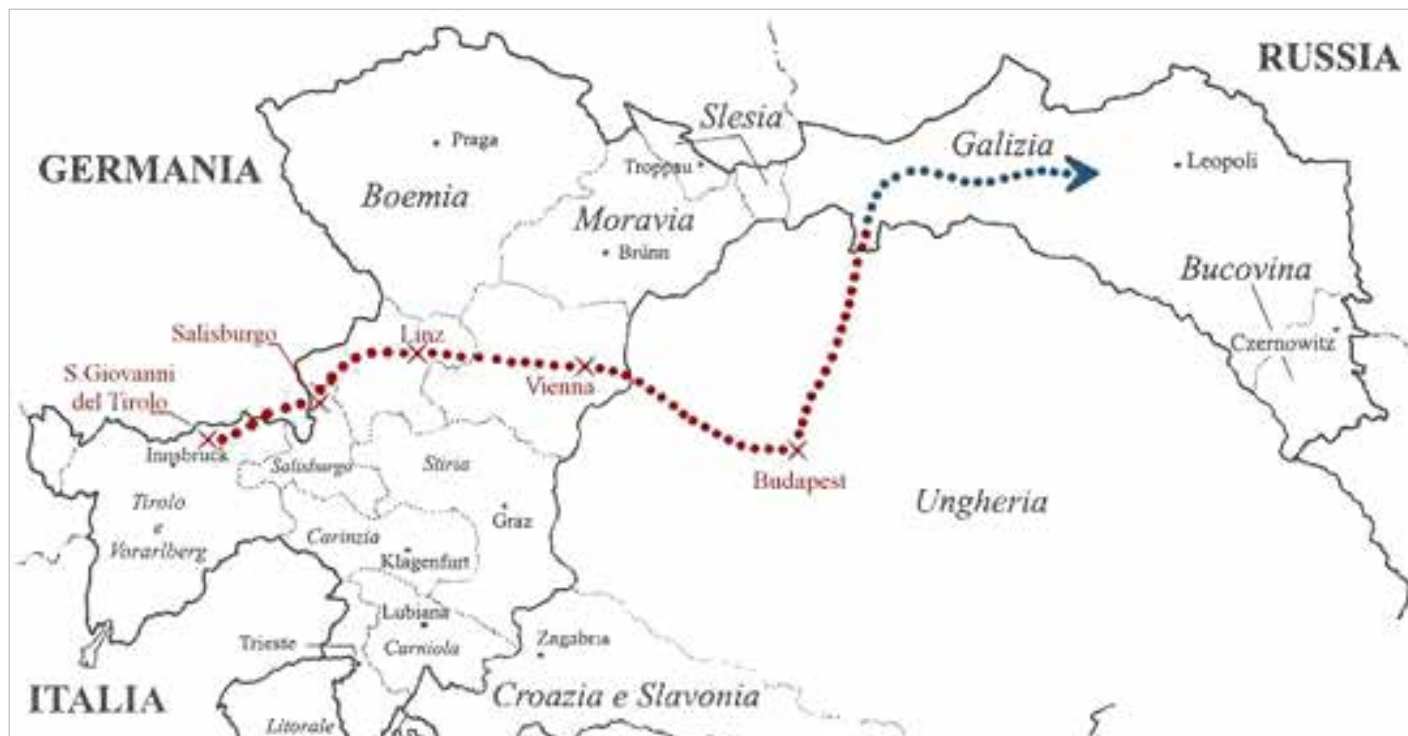 RUSSIA
Slesia
Galizia
Praga
Troppau
Leopoli
GERMANIA
Boemia
Moravia
Brünn
Bucovina
Salisburgo
Linz
Czernowitz
S.Giovanni
del Tirolo
Vienna
Innsbruck
Salisburgo
Stiria
Budapest
Ungheria
Tirolo
e
Vorarlberg
Graz
Carinzia
Klagenfurt
Lubiana
Trieste
Carniola
Zagabria
ITALIA
Croazia e Slavonia
Litorale